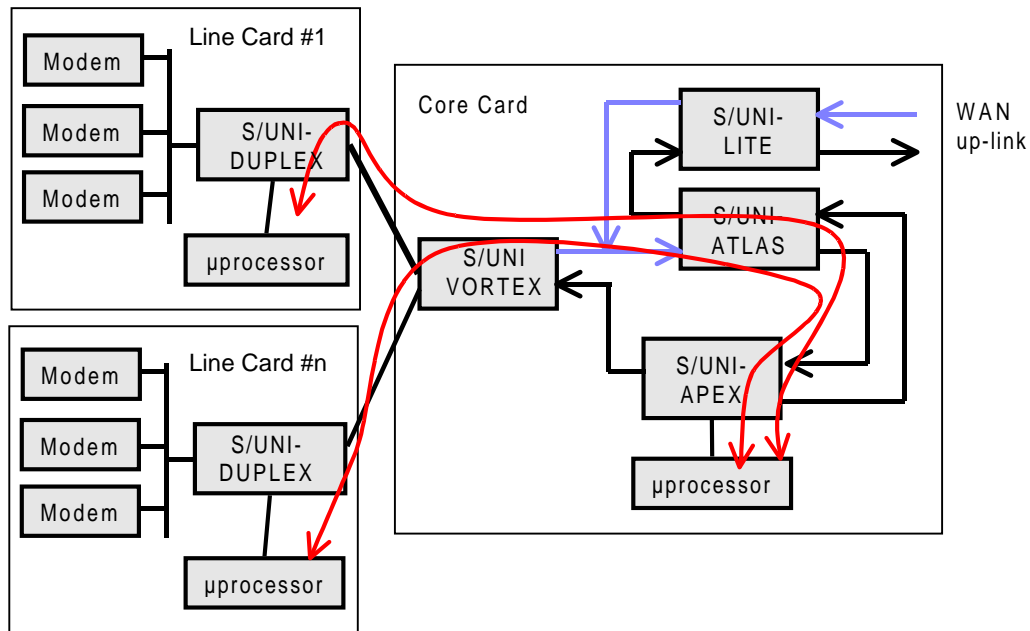 Line Card #1
Modem
Modem
Modem
S/UNI-
DUPLEX
µprocessor
Line Card #n
Modem
Modem
Modem
S/UNI-
DUPLEX
µprocessor
Core Card
S/UNI-
LITE
WAN
up-link
S/UNI
ATLAS
S/UNI
VORTEX
S/UNI-
APEX
µprocessor